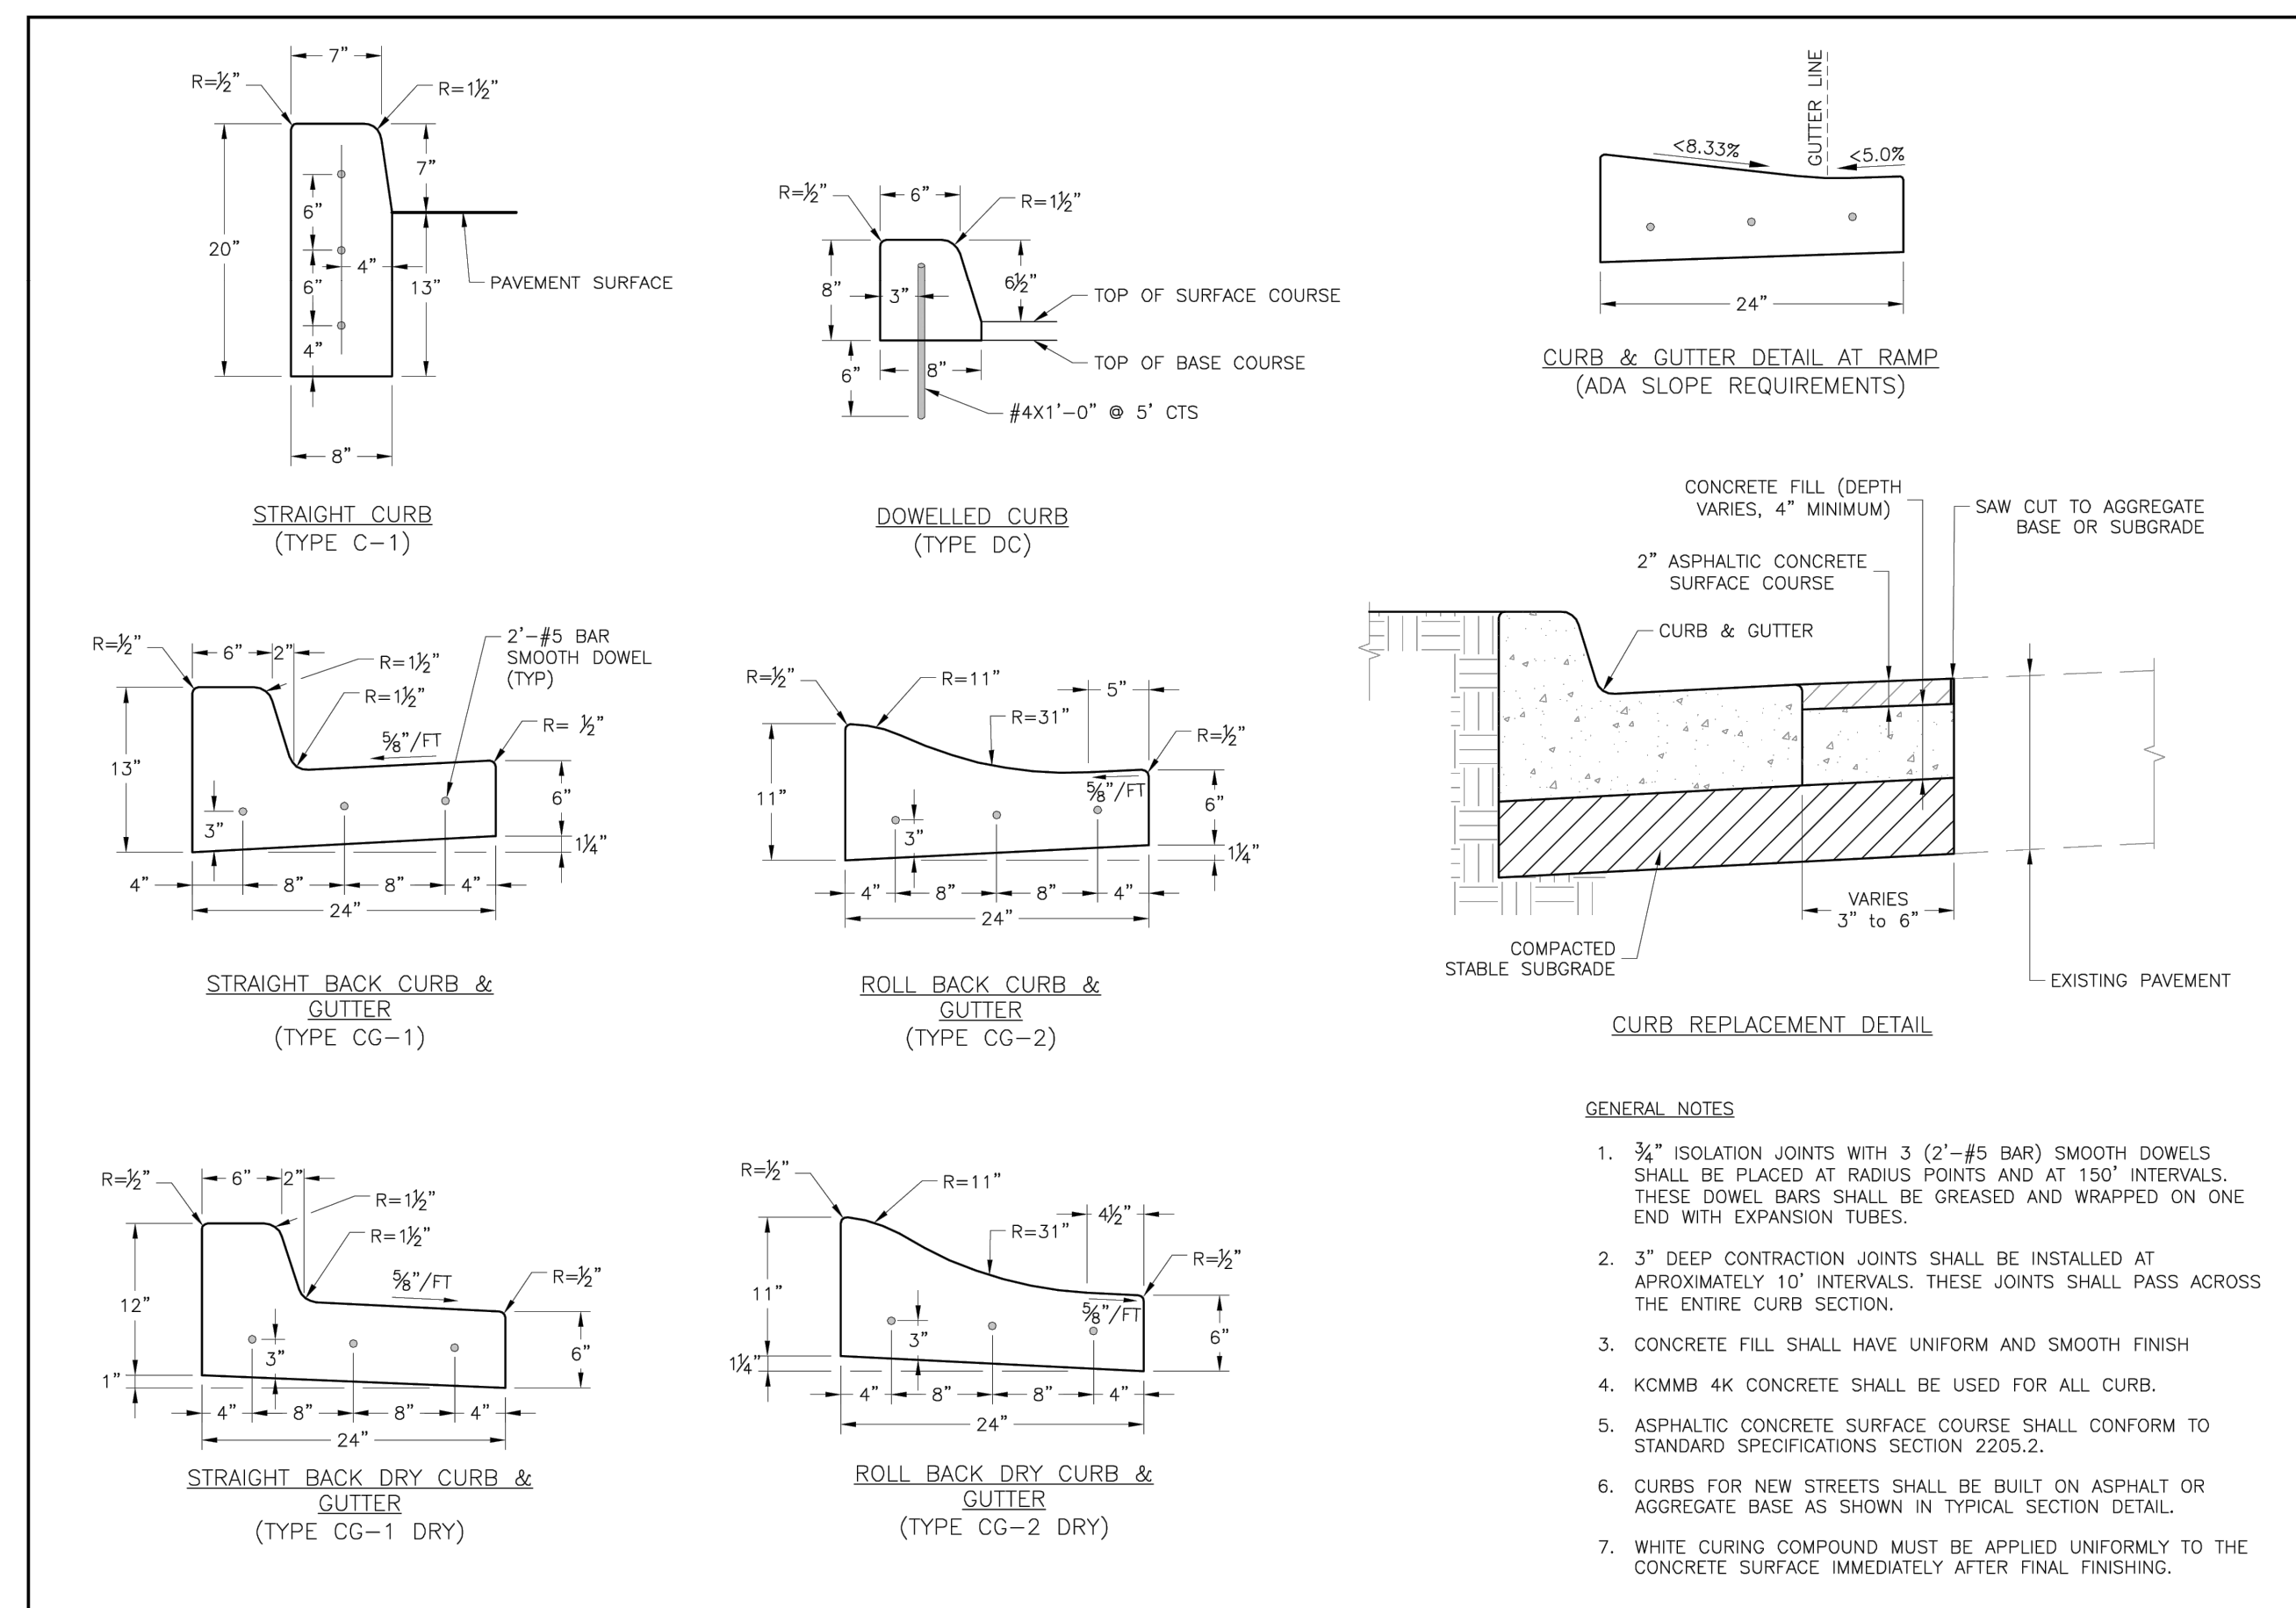 7"
R=½"
R=1½"
7"
6"
20"
4"
6"
13"
PAVEMENT SURFACE
4"
8"
STRAIGHT CURB
(TYPE C-1)
R=½"
6"
R=1½"
8"
3"
6½"
TOP OF SURFACE COURSE
TOP OF BASE COURSE
6"
8"
#4X1'-0" @ 5' CTS
DOWELLED CURB
(TYPE DC)
GUTTER LINE
<8.33%
<5.0%
24"
CURB & GUTTER DETAIL AT RAMP
(ADA SLOPE REQUIREMENTS)
R=½"
6"
2"
R=1½"
R=1½"
2'-#5 BAR
SMOOTH DOWEL
(TYP)
R= ½"
⅝"/FT
13"
3"
6"
1¼"
4"
8"
8"
4"
24"
STRAIGHT BACK CURB &
GUTTER
(TYPE CG-1)
R=½"
R=11"
R=31"
5"
R=½"
⅝"/FT
11"
3"
6"
1¼"
4"
8"
8"
4"
24"
ROLL BACK CURB &
GUTTER
(TYPE CG-2)
CONCRETE FILL (DEPTH
VARIES, 4" MINIMUM)
SAW CUT TO AGGREGATE
BASE OR SUBGRADE
2" ASPHALTIC CONCRETE
SURFACE COURSE
CURB & GUTTER
VARIES
3" to 6"
COMPACTED
STABLE SUBGRADE
EXISTING PAVEMENT
CURB REPLACEMENT DETAIL
R=½"
6"
2"
R=1½"
R=1½"
⅝"/FT
R=½"
12"
3"
6"
1"
4"
8"
8"
4"
24"
STRAIGHT BACK DRY CURB &
GUTTER
(TYPE CG-1 DRY)
R=½"
R=11"
R=31"
4½"
R=½"
⅝"/FT
11"
3"
6"
1¼"
4"
8"
8"
4"
24"
ROLL BACK DRY CURB &
GUTTER
(TYPE CG-2 DRY)
GENERAL NOTES
1. ¾" ISOLATION JOINTS WITH 3 (2'-#5 BAR) SMOOTH DOWELS
SHALL BE PLACED AT RADIUS POINTS AND AT 150' INTERVALS.
THESE DOWEL BARS SHALL BE GREASED AND WRAPPED ON ONE
END WITH EXPANSION TUBES.
2. 3" DEEP CONTRACTION JOINTS SHALL BE INSTALLED AT
APROXIMATELY 10' INTERVALS. THESE JOINTS SHALL PASS ACROSS
THE ENTIRE CURB SECTION.
3. CONCRETE FILL SHALL HAVE UNIFORM AND SMOOTH FINISH
4. KCMMB 4K CONCRETE SHALL BE USED FOR ALL CURB.
5. ASPHALTIC CONCRETE SURFACE COURSE SHALL CONFORM TO
STANDARD SPECIFICATIONS SECTION 2205.2.
6. CURBS FOR NEW STREETS SHALL BE BUILT ON ASPHALT OR
AGGREGATE BASE AS SHOWN IN TYPICAL SECTION DETAIL.
7. WHITE CURING COMPOUND MUST BE APPLIED UNIFORMLY TO THE
CONCRETE SURFACE IMMEDIATELY AFTER FINAL FINISHING.